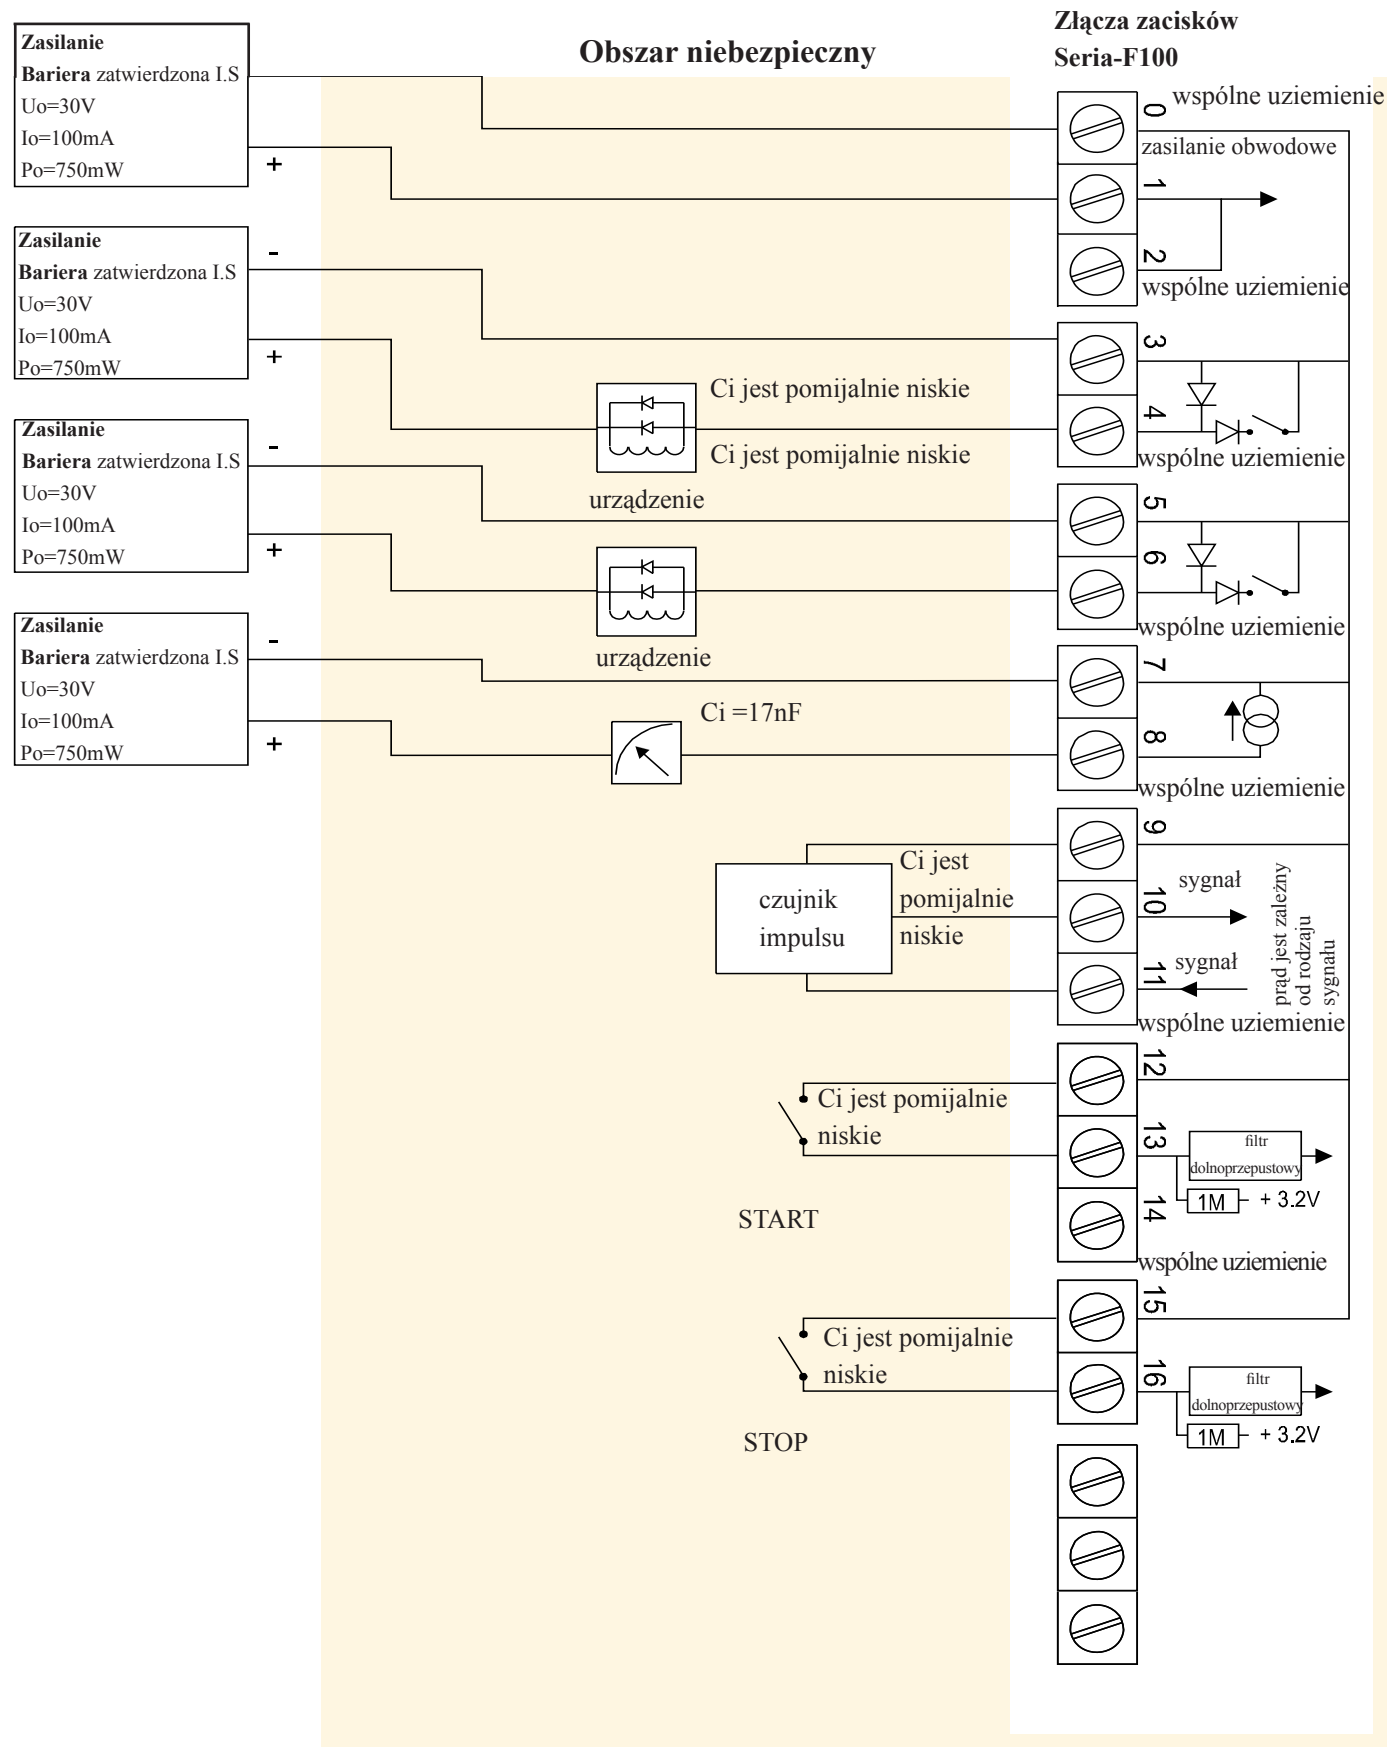 Złącza zacisków
Seria-F100
Obszar niebezpieczny
Zasilanie
Bariera zatwierdzona I.S
Uo=30V
Io=100mA
Po=750mW
+
0
wspólne uziemienie
zasilanie obwodowe
1
2
wspólne uziemienie
Zasilanie
Bariera zatwierdzona I.S
Uo=30V
Io=100mA
Po=750mW
-
+
3
Ci jest pomijalnie niskie
4
Ci jest pomijalnie niskie
wspólne uziemienie
urządzenie
Zasilanie
Bariera zatwierdzona I.S
Uo=30V
Io=100mA
Po=750mW
-
+
5
6
wspólne uziemienie
urządzenie
Zasilanie
Bariera zatwierdzona I.S
Uo=30V
Io=100mA
Po=750mW
-
+
7
Ci =17nF
8
wspólne uziemienie
9
czujnik
impulsu
Ci jest
pomijalnie
niskie
10
sygnał
11
sygnał
prąd jest zależny
od rodzaju
sygnału
wspólne uziemienie
12
Ci jest pomijalnie
niskie
13
filtr
dolnoprzepustowy
1M
+ 3.2V
14
START
wspólne uziemienie
15
Ci jest pomijalnie
niskie
16
filtr
dolnoprzepustowy
1M
+ 3.2V
STOP